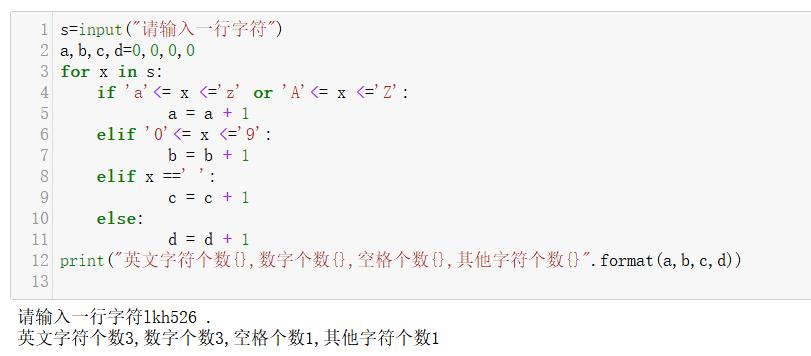 1 s=input("请输入一行字符")
2 a,b,c,d=0,0,0,0
3 for x in s:
4     if 'a'<= x <='z' or 'A'<= x <='Z':
5             a = a + 1
6     elif '0'<= x <='9':
7             b = b + 1
8     elif x ==' ':
9             c = c + 1
10     else:
11             d = d + 1
12 print("英文字符个数{},数字个数{},空格个数{},其他字符个数{}".format(a,b,c,d))
13
请输入一行字符lkh526 .
英文字符个数3,数字个数3,空格个数1,其他字符个数1